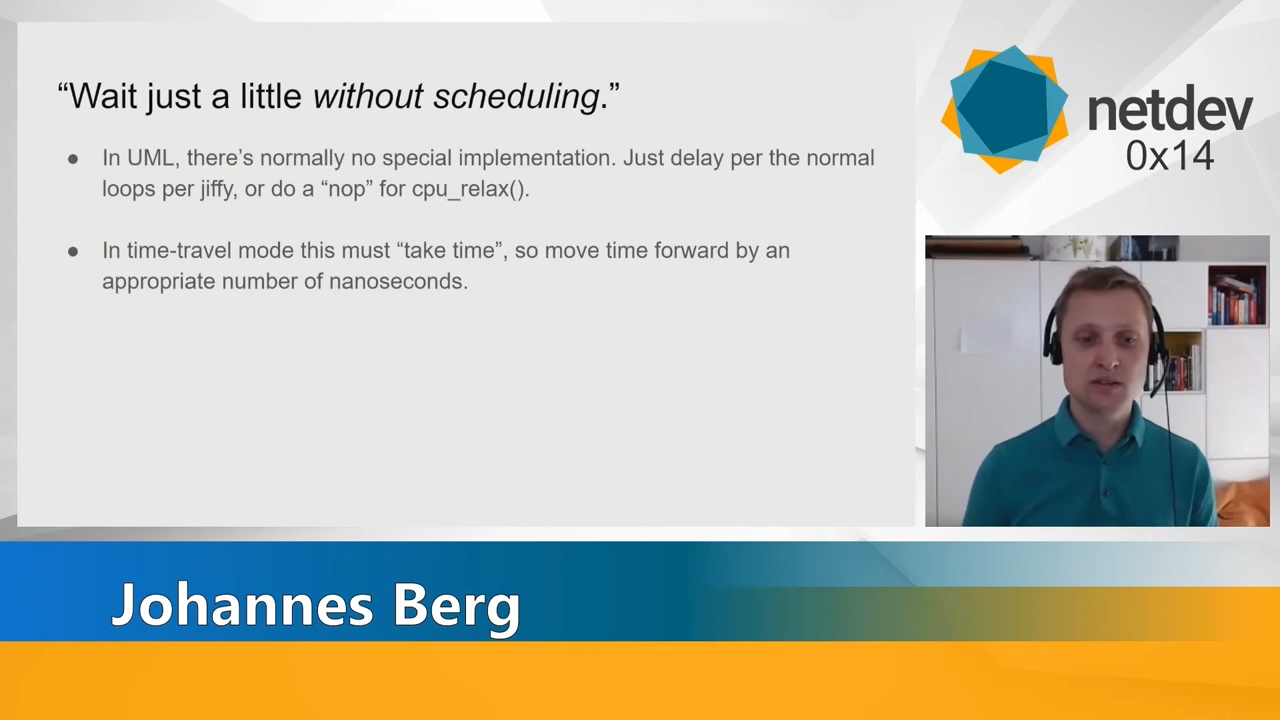 “Wait just a little without scheduling.”
● In UML, there’s normally no special implementation. Just delay per the normal
loops per jiffy, or do a “nop” for cpu_relax().
● In time-travel mode this must “take time”, so move time forward by an
appropriate number of nanoseconds.
netdev
0x14
Johannes Berg